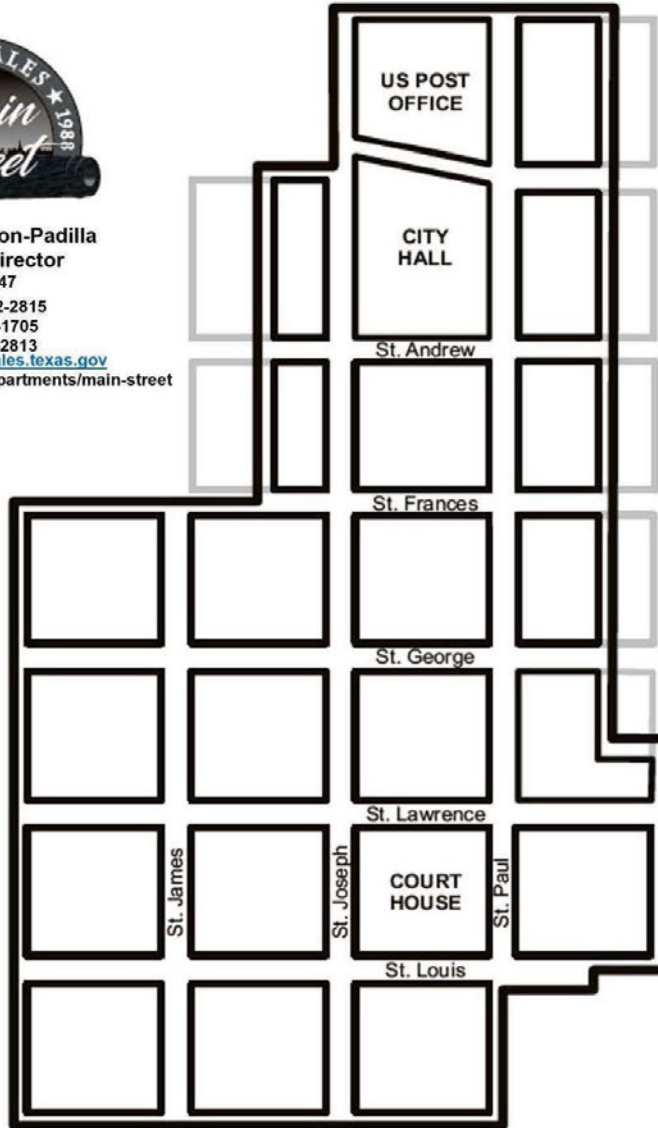 ALES ★ 1988
in
eet
on-Padilla
irector
47
2-2815
-1705
2813
ales.texas.gov
partments/main-street
US POST
OFFICE
CITY
HALL
St. Andrew
St. Frances
St. George
St. Lawrence
St. James
St. Joseph
COURT
HOUSE
St. Paul
St. Louis